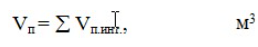 Vп = ∑ Vп.инт., м³